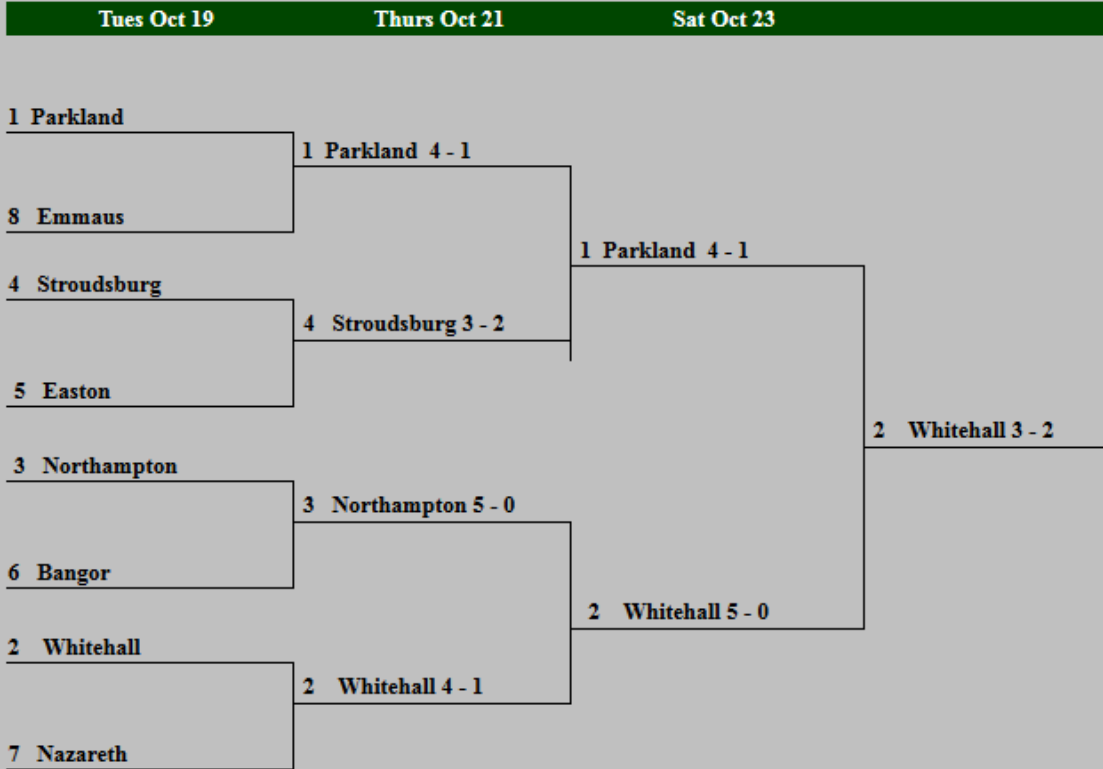 Tues Oct 19 Thurs Oct 21 Sat Oct 23
1 Parkland
1 Parkland 4 - 1
8 Emmaus
1 Parkland 4 - 1
4 Stroudsburg
4 Stroudsburg 3 - 2
5 Easton
2 Whitehall 3 - 2
3 Northampton
3 Northampton 5 - 0
6 Bangor
2 Whitehall 5 - 0
2 Whitehall
2 Whitehall 4 - 1
7 Nazareth